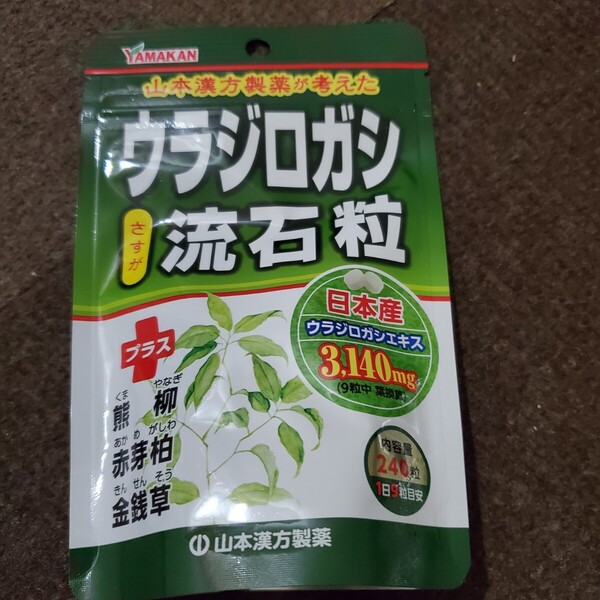 YAMAKAN
山本漢方製薬が考えた
ウラジロガシ
さすが
流石粒
日本産
ウラジロガシエキス
3,140mg
(9粒中 葉換算)
プラス
くま やなぎ
熊柳
あか め がしわ
赤芽柏
きん せん そう
金銭草
内容量
240粒
1日9粒目安
山本漢方製薬